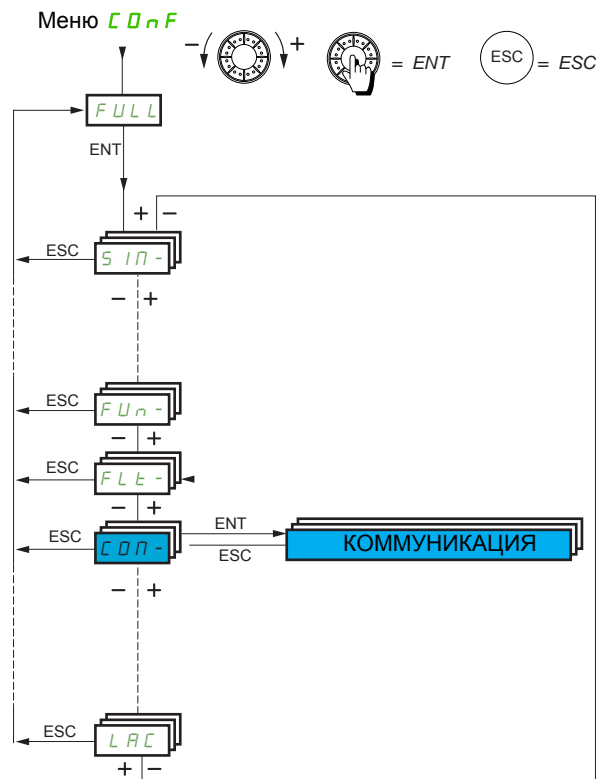 Меню COnF
− + = ENT ESC = ESC
FULL
ENT
+ −
ESC SIM-
− +
ESC FUn-
− +
ESC FLt-
− +
ESC COM- ENT КОММУНИКАЦИЯ
ESC
− +
ESC LAC
+ −